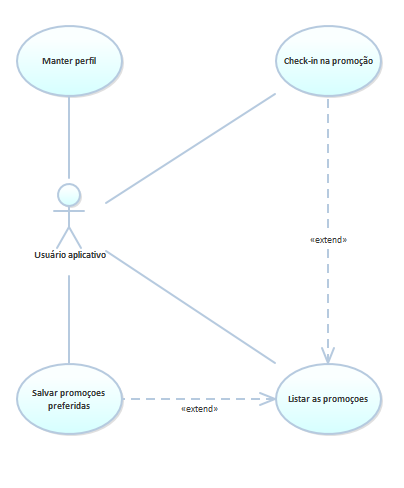 Manter perfil
Check-in na promoção
«extend»
Usuário aplicativo
Salvar promoçoes
preferidas
«extend»
Listar as promoçoes